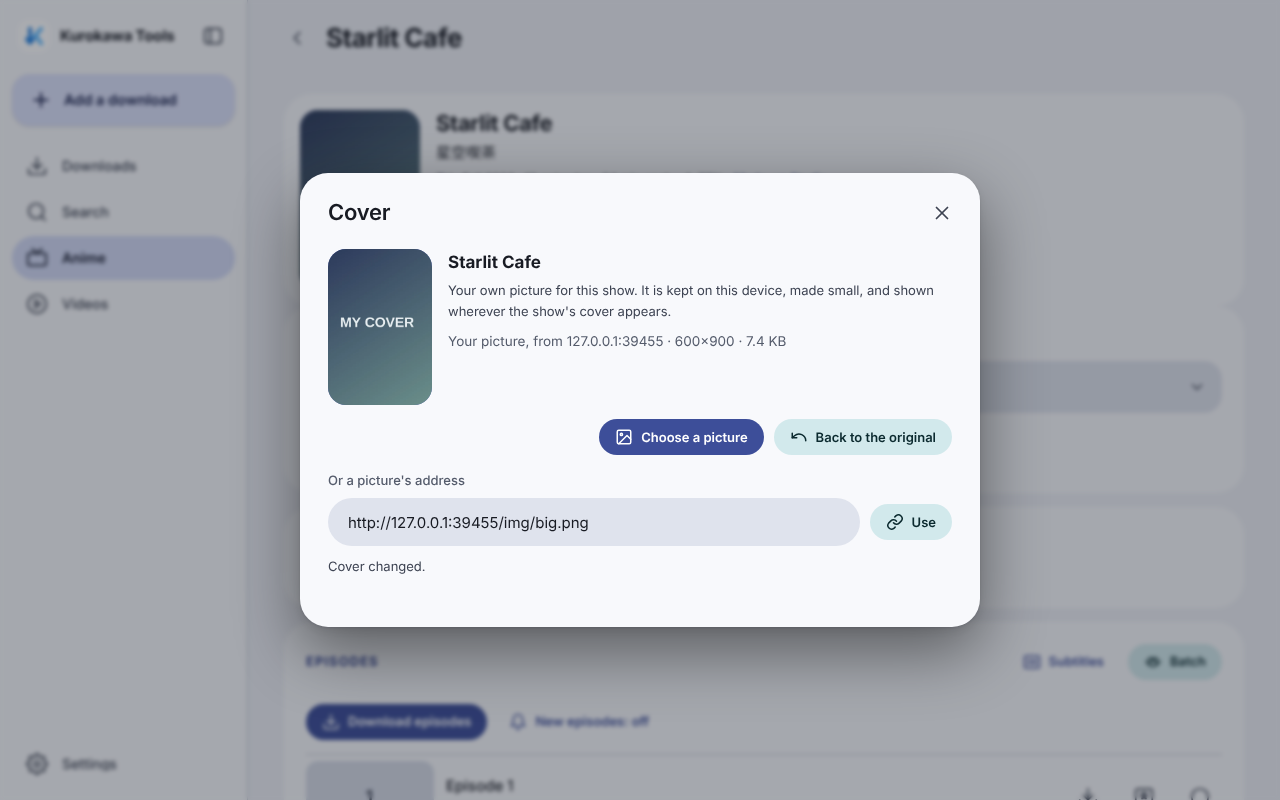 Kurokawa Tools
Starlit Cafe
Add a download
Starlit Cafe
Downloads
Search
Anime
Videos
Cover
Starlit Cafe
Your own picture for this show. It is kept on this device, made small, and shown
wherever the show's cover appears.
MY COVER
Your picture, from 127.0.0.1:39455 · 600×900 · 7.4 KB
Choose a picture
Back to the original
Or a picture's address
http://127.0.0.1:39455/img/big.png
Use
Cover changed.
EPISODES
Subtitles
Batch
Download episodes
New episodes: off
Settings
Episode 1
1